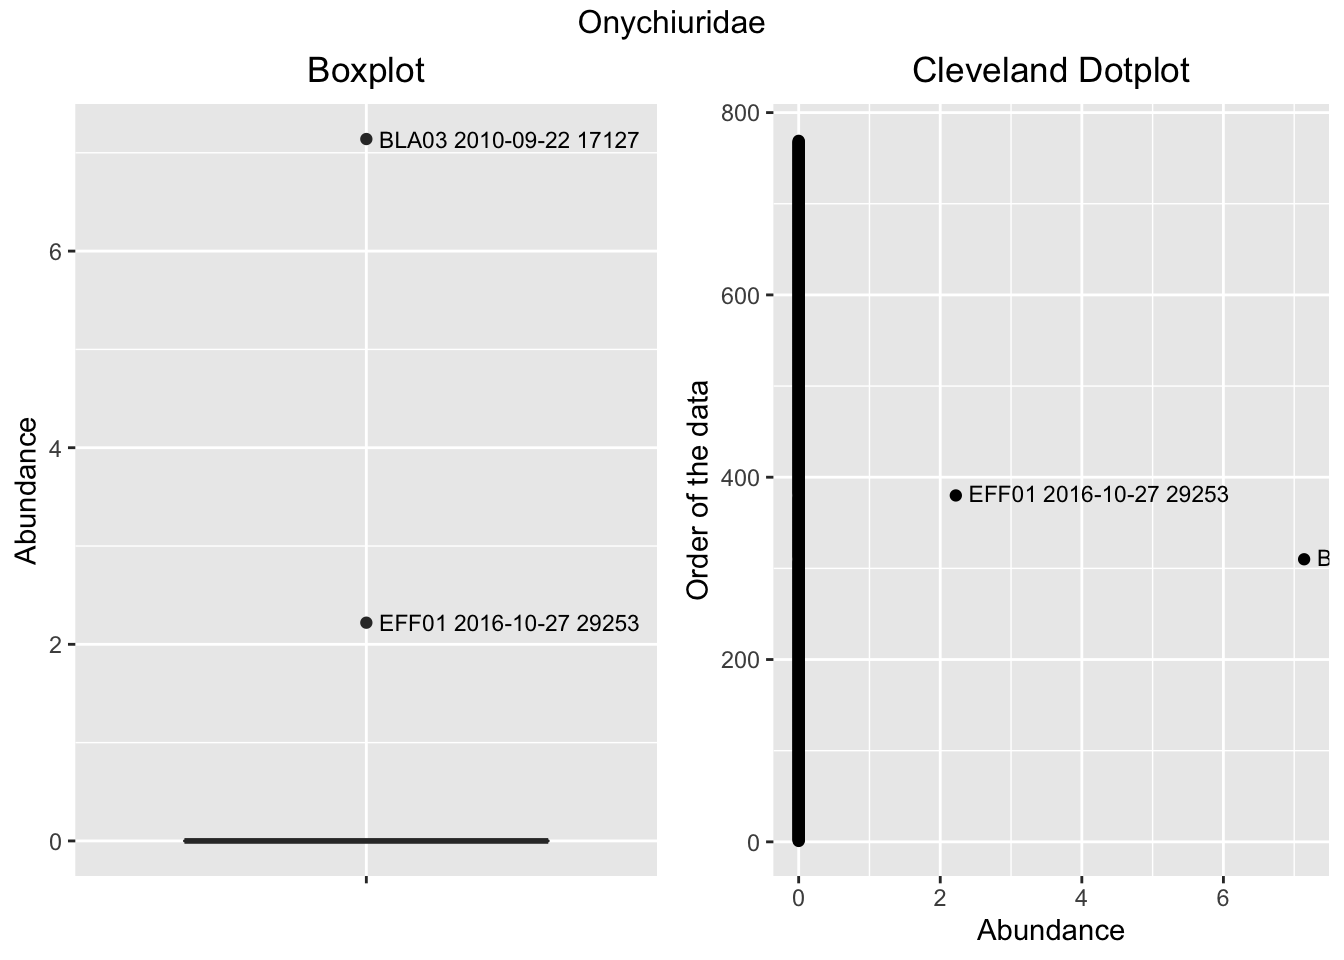 Onychiuridae
Boxplot
BLA03 2010-09-22 17127
6
4
EFF01 2016-10-27 29253
2
0
Abundance
Cleveland Dotplot
800
600
400
EFF01 2016-10-27 29253
B
200
0
Order of the data
0 2 4 6
Abundance